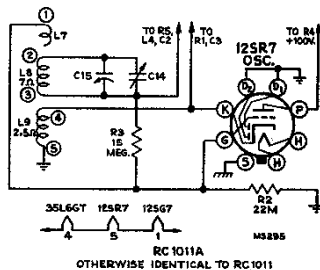 1
L7
2
L8
7Ω
3
C15
C14
TO R5,
L4, C2
TO
R1, C3
12SR7
OSC.
TO R4
+100V.
D2
D1
K
P
G
H
S
H
4
L9
2.5Ω
5
R3
15
MEG.
R2
22M
35L6GT 12SR7 12SG7
4 5 1
M3295
RC 1011A
OTHERWISE IDENTICAL TO RC1011